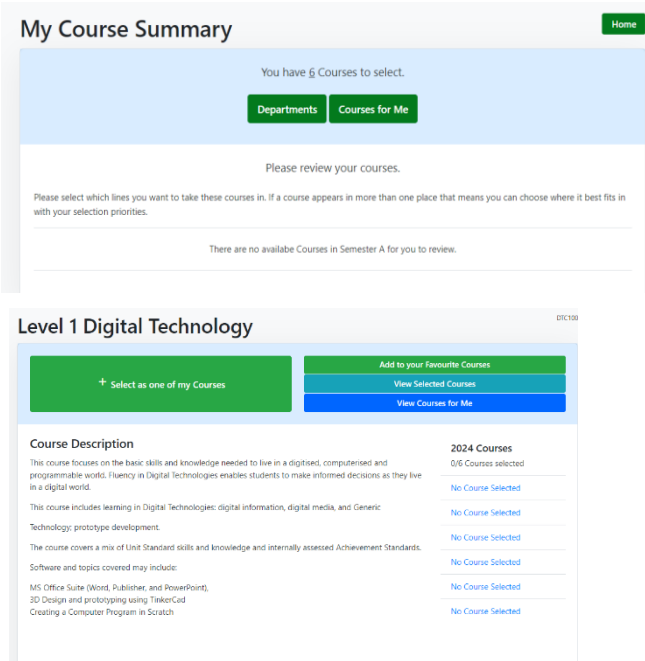 My Course Summary
Home
You have 6 Courses to select.
Departments
Courses for Me
Please review your courses.
Please select which lines you want to take these courses in. If a course appears in more than one place that means you can choose where it best fits in
with your selection priorities.
There are no availabe Courses in Semester A for you to review.
Level 1 Digital Technology
DTC100
+ Select as one of my Courses
Add to your Favourite Courses
View Selected Courses
View Courses for Me
Course Description
This course focuses on the basic skills and knowledge needed to live in a digitised, computerised and
programmable world. Fluency in Digital Technologies enables students to make informed decisions as they live
in a digital world.
This course includes learning in Digital Technologies: digital information, digital media, and Generic
Technology: prototype development.
The course covers a mix of Unit Standard skills and knowledge and internally assessed Achievement Standards.
Software and topics covered may include:
MS Office Suite (Word, Publisher, and PowerPoint),
3D Design and prototyping using TinkerCad
Creating a Computer Program in Scratch
2024 Courses
0/6 Courses selected
No Course Selected
No Course Selected
No Course Selected
No Course Selected
No Course Selected
No Course Selected